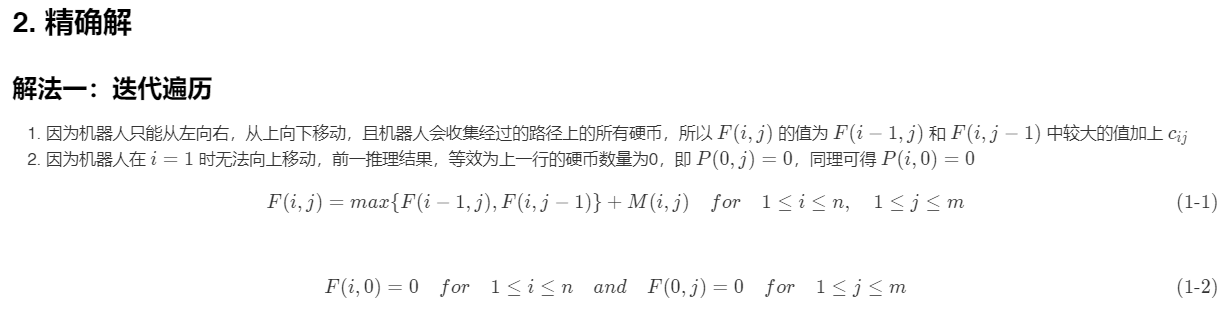 2. 精确解
解法一：迭代遍历
1. 因为机器人只能从左向右，从上向下移动，且机器人会收集经过的路径上的所有硬币，所以 F(i, j) 的值为 F(i − 1, j) 和 F(i, j − 1) 中较大的值加上 c_{ij}
2. 因为机器人在 i = 1 时无法向上移动，前一推理结果，等效为上一行的硬币数量为0，即 P(0, j) = 0，同理可得 P(i, 0) = 0
F(i, j) = max{F(i − 1, j), F(i, j − 1)} + M(i, j) for 1 ≤ i ≤ n, 1 ≤ j ≤ m (1-1)
F(i, 0) = 0 for 1 ≤ i ≤ n and F(0, j) = 0 for 1 ≤ j ≤ m (1-2)